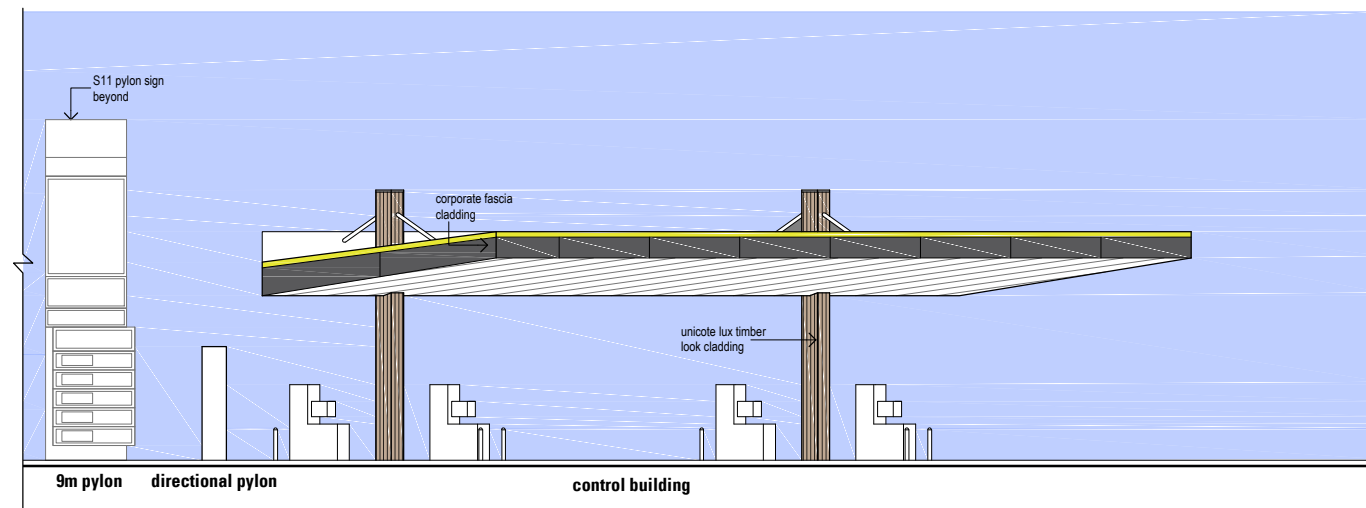 S11 pylon sign
beyond
corporate fascia
cladding
unicote lux timber
look cladding
9m pylon
directional pylon
control building